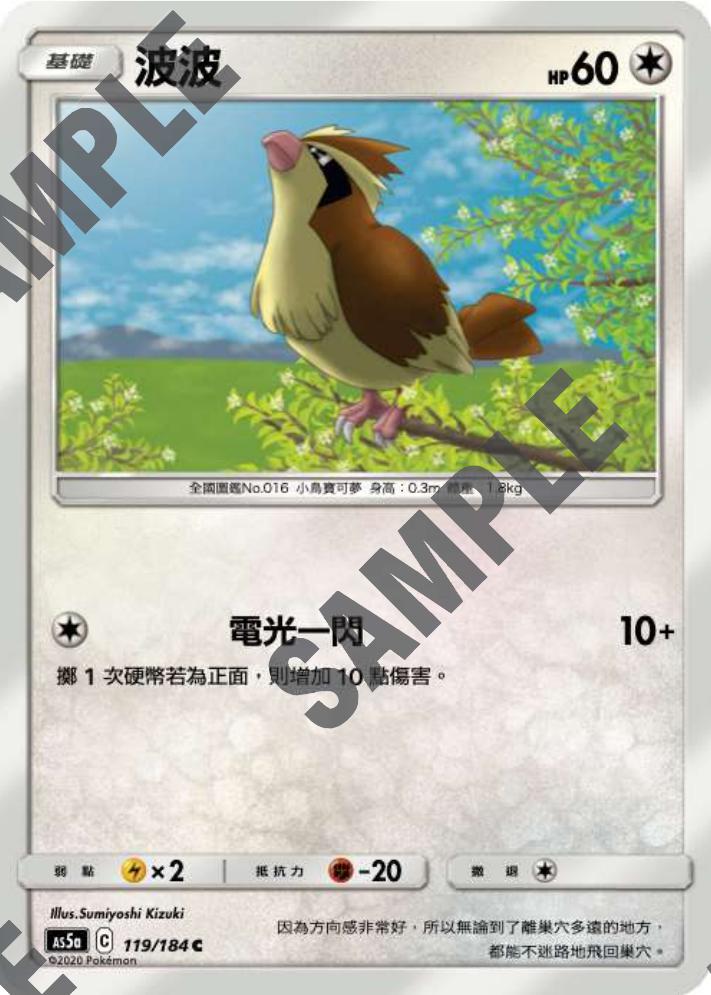 基礎
波波
HP60
全國圖鑑No.016 小鳥寶可夢 身高:0.3m 體重:1.8kg
電光一閃 10+
擲 1 次硬幣若為正面,則增加 10 點傷害。
弱點 ×2 抵抗力 -20 撤退
Illus.Sumiyoshi Kizuki
因為方向感非常好,所以無論到了離巢穴多遠的地方,
AS5a C 119/184 C
都能不迷路地飛回巢穴。
©2020 Pokémon
SAMPLE
SAMPLE